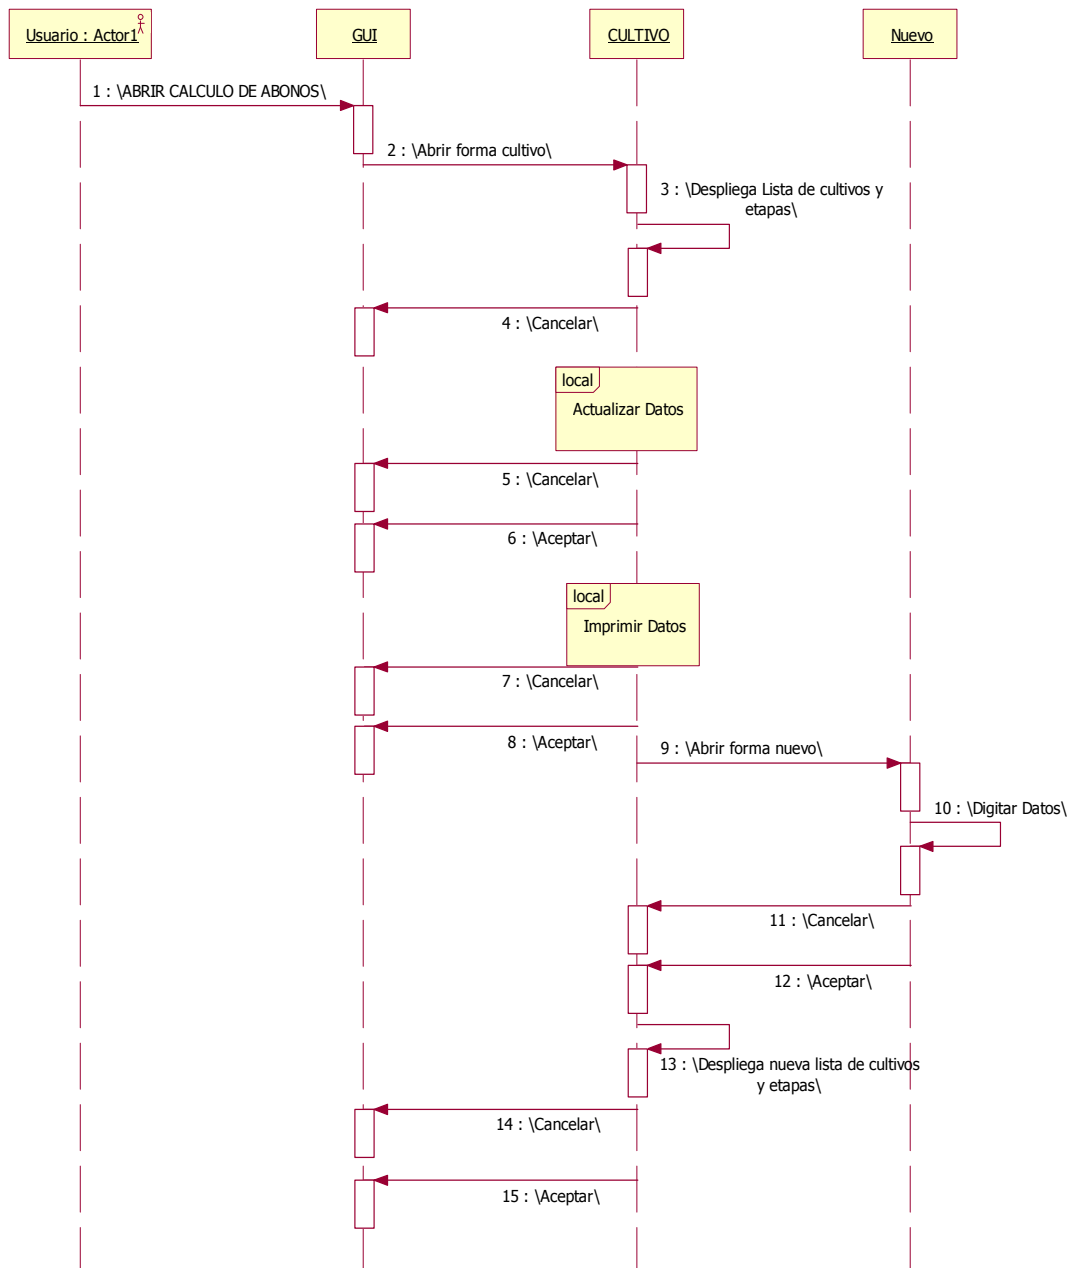 Usuario : Actor1
GUI
CULTIVO
Nuevo
1 : \ABRIR CALCULO DE ABONOS\
2 : \Abrir forma cultivo\
3 : \Despliega Lista de cultivos y
etapas\
4 : \Cancelar\
local
Actualizar Datos
5 : \Cancelar\
6 : \Aceptar\
local
Imprimir Datos
7 : \Cancelar\
8 : \Aceptar\
9 : \Abrir forma nuevo\
10 : \Digitar Datos\
11 : \Cancelar\
12 : \Aceptar\
13 : \Despliega nueva lista de cultivos
y etapas\
14 : \Cancelar\
15 : \Aceptar\